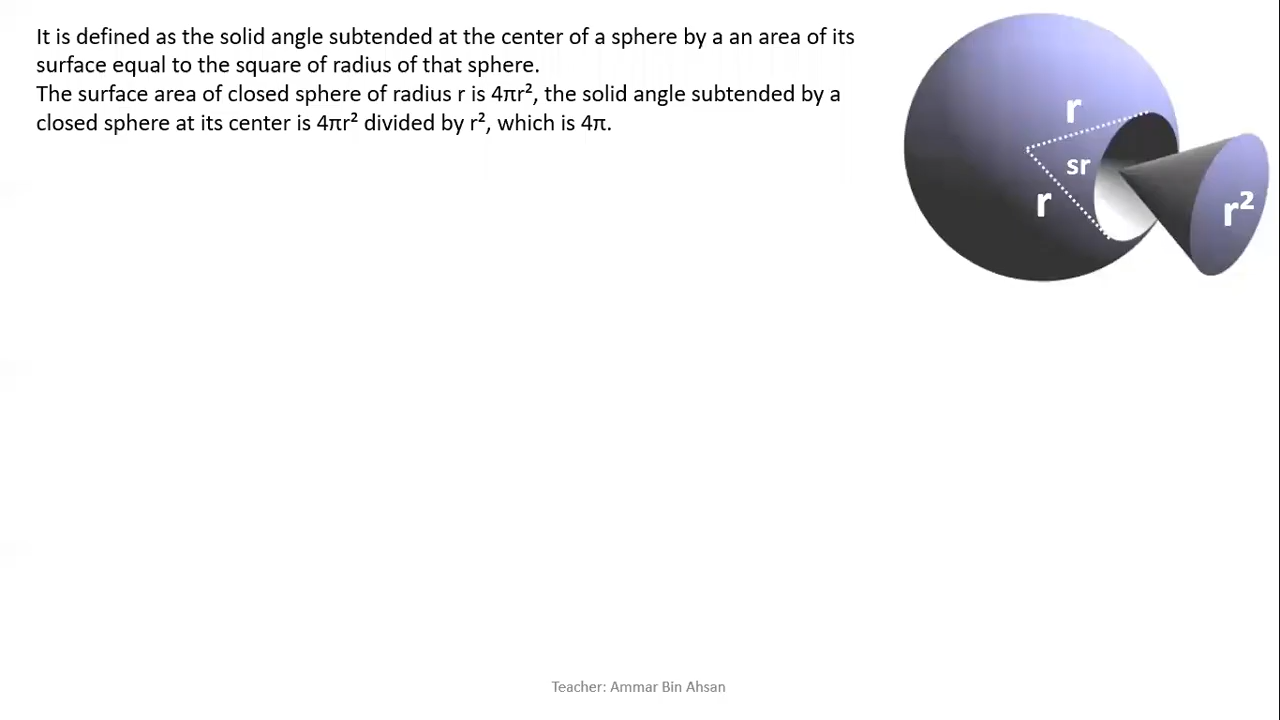 It is defined as the solid angle subtended at the center of a sphere by a an area of its
surface equal to the square of radius of that sphere.
The surface area of closed sphere of radius r is 4πr², the solid angle subtended by a
closed sphere at its center is 4πr² divided by r², which is 4π.
r
sr
r
r²
Teacher: Ammar Bin Ahsan